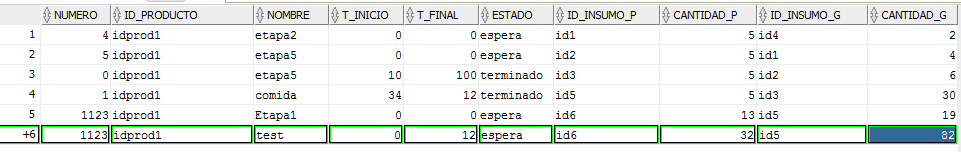 NUMERO ID_PRODUCTO NOMBRE T_INICIO T_FINAL ESTADO ID_INSUMO_P CANTIDAD_P ID_INSUMO_G CANTIDAD_G
1 4 idprod1 etapa2 0 0 espera id1 5 id4 2
2 5 idprod1 etapa5 0 0 espera id2 5 id1 4
3 0 idprod1 etapa5 10 100 terminado id3 5 id2 6
4 1 idprod1 comida 34 12 terminado id5 5 id3 30
5 1123 idprod1 Etapa1 0 0 espera id6 13 id5 19
+6 1123 idprod1 test 0 12 espera id6 32 id5 82